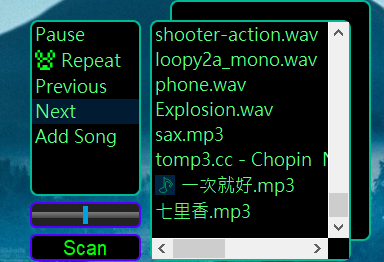 Pause
Repeat
Previous
Next
Add Song
Scan
shooter-action.wav
loopy2a_mono.wav
phone.wav
Explosion.wav
sax.mp3
tomp3.cc - Chopin
一次就好.mp3
七里香.mp3